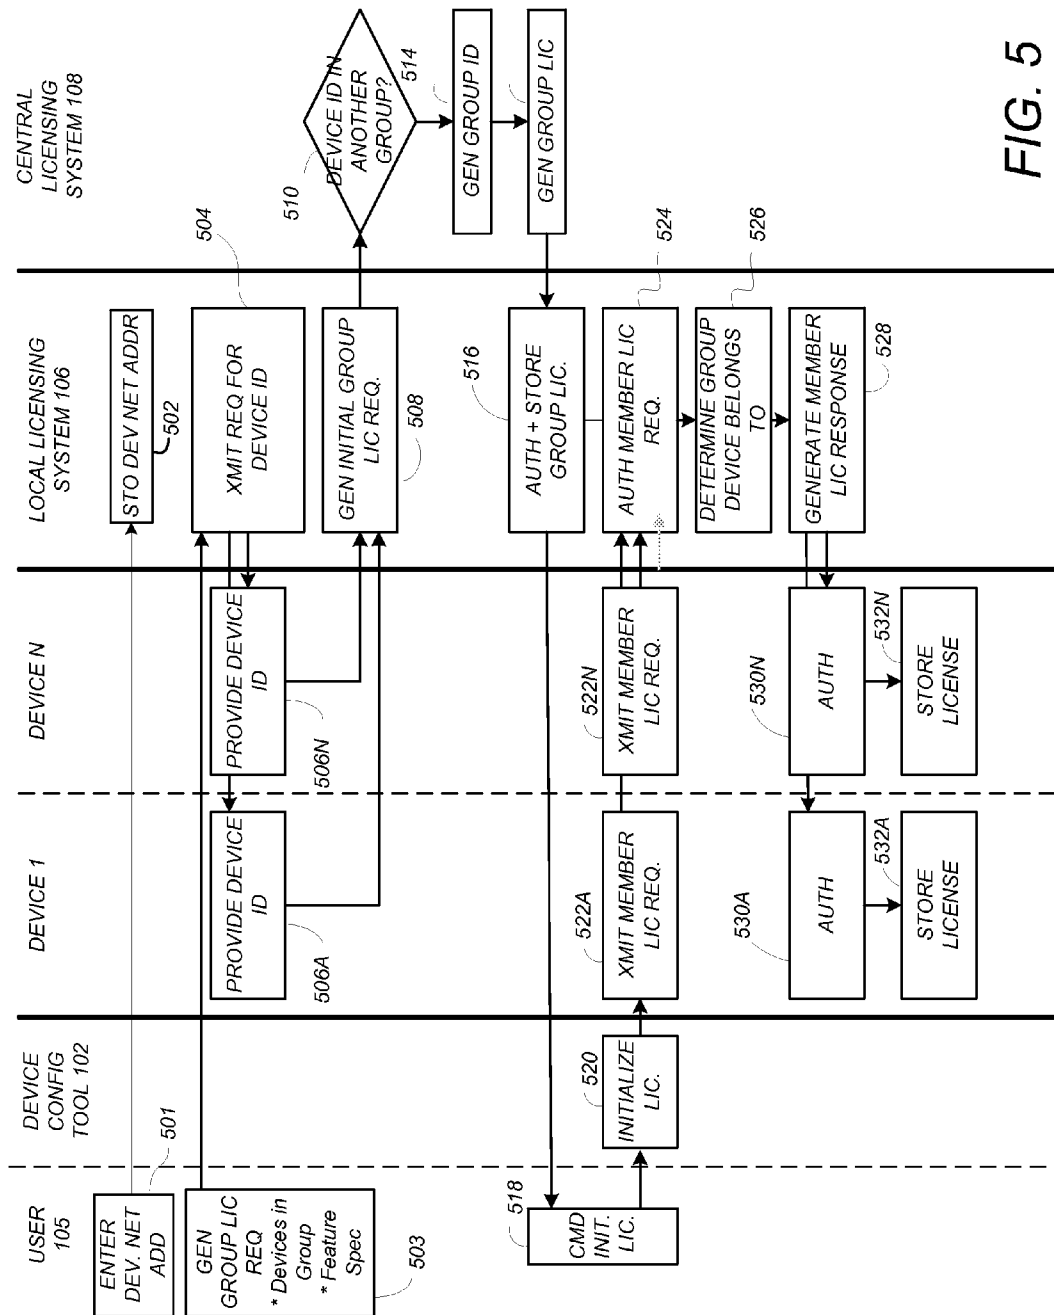 USER
105
DEVICE
CONFIG
TOOL 102
DEVICE 1
DEVICE N
LOCAL LICENSING
SYSTEM 106
CENTRAL
LICENSING
SYSTEM 108
ENTER
DEV. NET
ADD
501
STO DEV NET ADDR
502
GEN
GROUP LIC
REQ
* Devices in
Group
* Feature
Spec
503
XMIT REQ FOR
DEVICE ID
504
PROVIDE DEVICE
ID
506A
PROVIDE DEVICE
ID
506N
GEN INITIAL GROUP
LIC REQ.
508
DEVICE ID IN
ANOTHER
GROUP?
510
GEN GROUP ID
514
GEN GROUP LIC
AUTH + STORE
GROUP LIC.
516
CMD
INIT.
LIC.
518
INITIALIZE
LIC.
520
XMIT MEMBER
LIC REQ.
522A
XMIT MEMBER
LIC REQ.
522N
AUTH MEMBER LIC
REQ.
524
DETERMINE GROUP
DEVICE BELONGS
TO
526
GENERATE MEMBER
LIC RESPONSE
528
AUTH
530A
AUTH
530N
STORE
LICENSE
532A
STORE
LICENSE
532N
FIG. 5